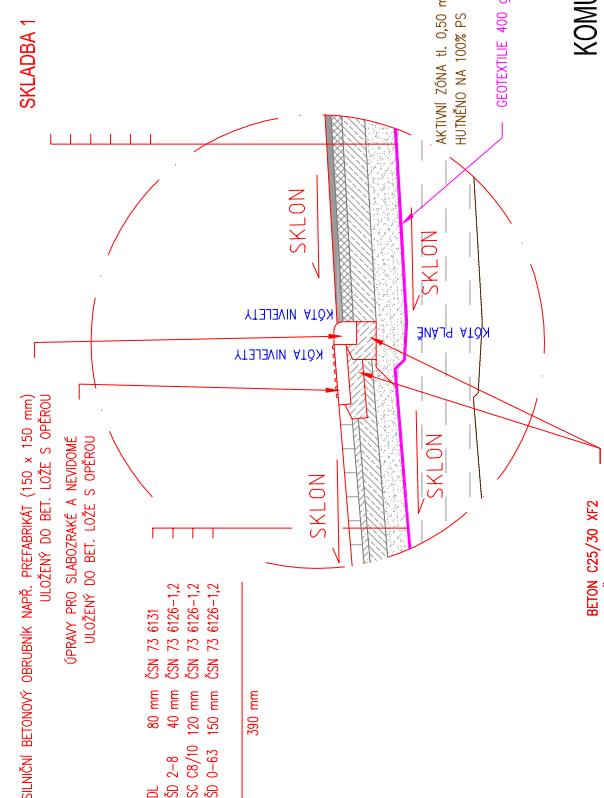 SKLADBA 1
SILNIČNÍ BETONOVÝ OBRUBNÍK NAPŘ. PREFABRIKÁT (150 x 150 mm)
ULOŽENÝ DO BET. LOŽE S OPĚROU
ÚPRAVY PRO SLABOZRAKÉ A NEVIDOMÉ
ULOŽENÝ DO BET. LOŽE S OPĚROU
DL 80 mm ČSN 73 6131
ŠD 2-8 40 mm ČSN 73 6126-1,2
SC C8/10 120 mm ČSN 73 6126-1,2
ŠD 0-63 150 mm ČSN 73 6126-1,2
390 mm
SKLON
SKLON
SKLON
SKLON
KÓTA NIVELETY
KÓTA NIVELETY
KÓTA PLÁNĚ
AKTIVNÍ ZÓNA tl. 0,50 m
HUTNĚNO NA 100% PS
GEOTEXTILIE 400 g
BETON C25/30 XF2
KOMU